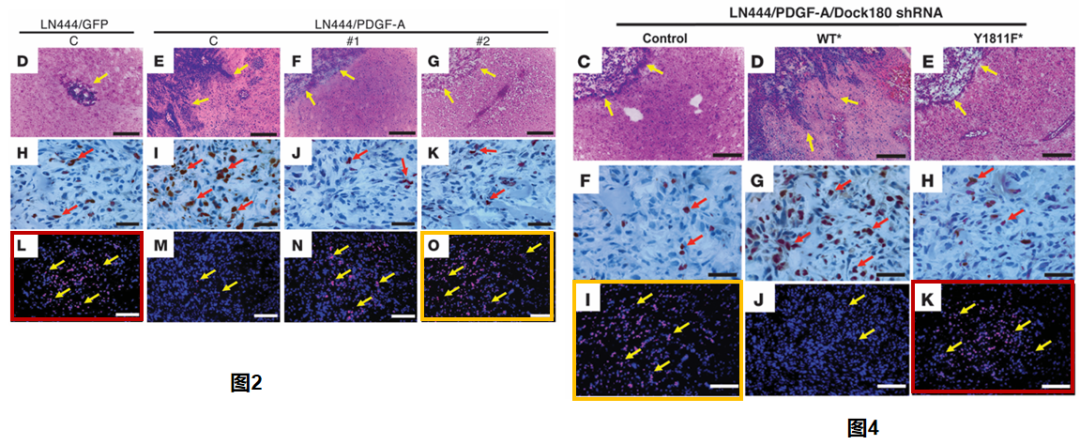 LN444/GFP LN444/PDGF-A
C C #1 #2
D E F G
H I J K
L M N O
图2
LN444/PDGF-A/Dock180 shRNA
Control WT* Y1811F*
C D E
F G H
I J K
图4